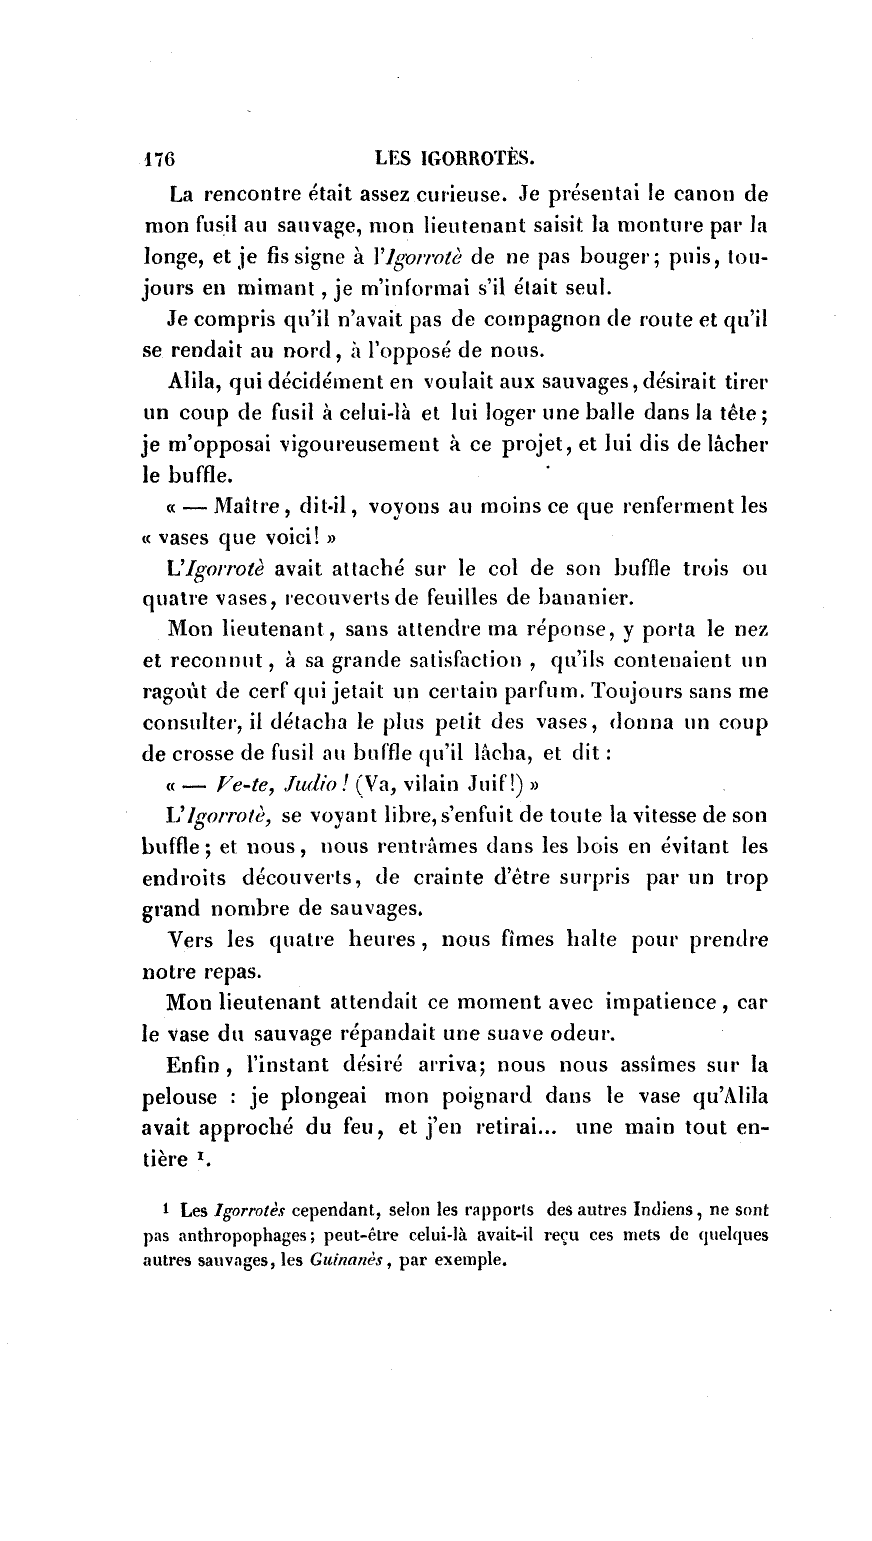 176 LES IGORROTÈS.
La rencontre était assez curieuse. Je présentai le canon de
mon fusil au sauvage, mon lieutenant saisit la monture par la
longe, et je fis signe à l'Igorrotè de ne pas bouger; puis, tou-
jours en mimant, je m'informai s'il était seul.
Je compris qu'il n'avait pas de compagnon de route et qu'il
se rendait au nord, à l'opposé de nous.
Alila, qui décidément en voulait aux sauvages, désirait tirer
un coup de fusil à celui-là et lui loger une balle dans la tête;
je m'opposai vigoureusement à ce projet, et lui dis de lâcher
le buffle.
« — Maître, dit-il, voyons au moins ce que renferment les
« vases que voici! »
L'Igorrotè avait attaché sur le col de son buffle trois ou
quatre vases, recouverts de feuilles de bananier.
Mon lieutenant, sans attendre ma réponse, y porta le nez
et reconnut, à sa grande satisfaction, qu'ils contenaient un
ragoût de cerf qui jetait un certain parfum. Toujours sans me
consulter, il détacha le plus petit des vases, donna un coup
de crosse de fusil au buffle qu'il lâcha, et dit :
« — Ve-te, Judio! (Va, vilain Juif!) »
L'Igorrotè, se voyant libre, s'enfuit de toute la vitesse de son
buffle; et nous, nous rentrâmes dans les bois en évitant les
endroits découverts, de crainte d'être surpris par un trop
grand nombre de sauvages.
Vers les quatre heures, nous fîmes halte pour prendre
notre repas.
Mon lieutenant attendait ce moment avec impatience, car
le vase du sauvage répandait une suave odeur.
Enfin, l'instant désiré arriva; nous nous assîmes sur la
pelouse : je plongeai mon poignard dans le vase qu'Alila
avait approché du feu, et j'en retirai... une main tout en-
tière 1.
1 Les Igorrotès cependant, selon les rapports des autres Indiens, ne sont
pas anthropophages; peut-être celui-là avait-il reçu ces mets de quelques
autres sauvages, les Guinanès, par exemple.